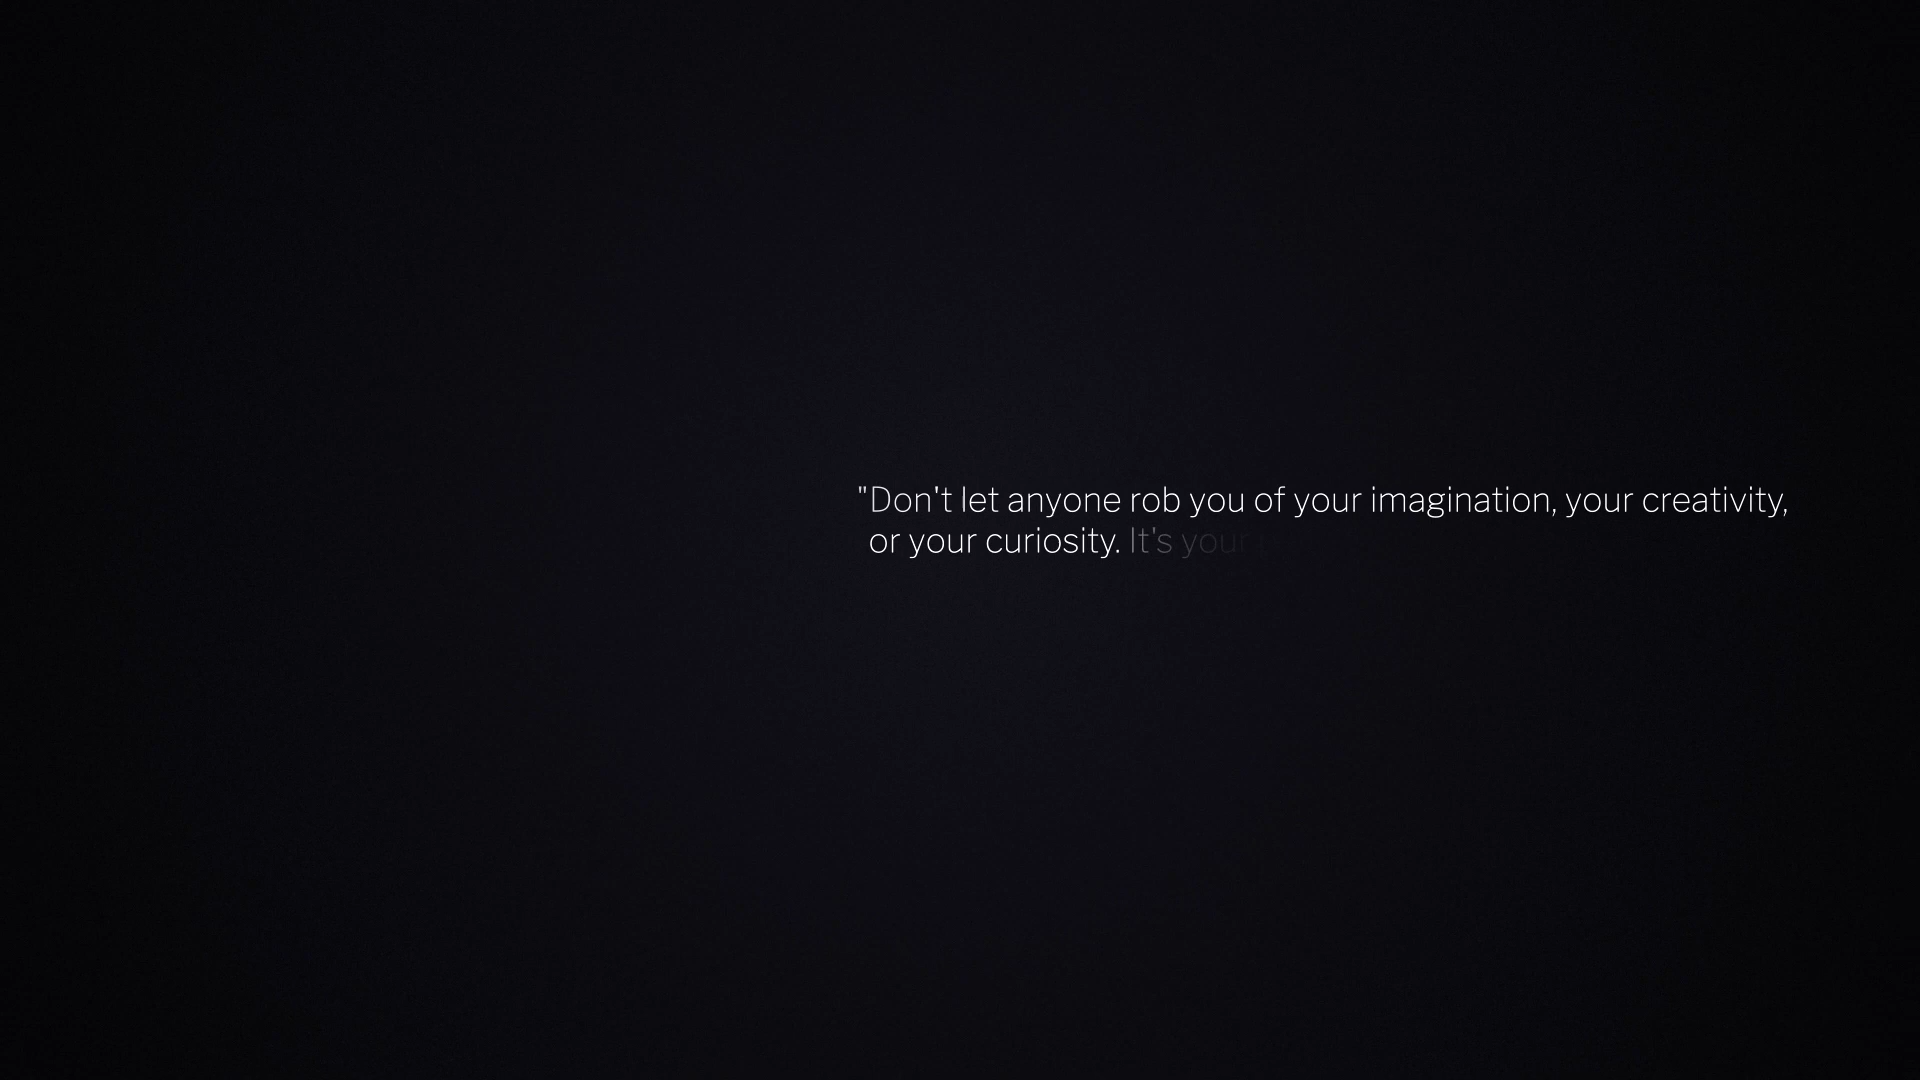 "Don't let anyone rob you of your imagination, your creativity,
or your curiosity. It's your